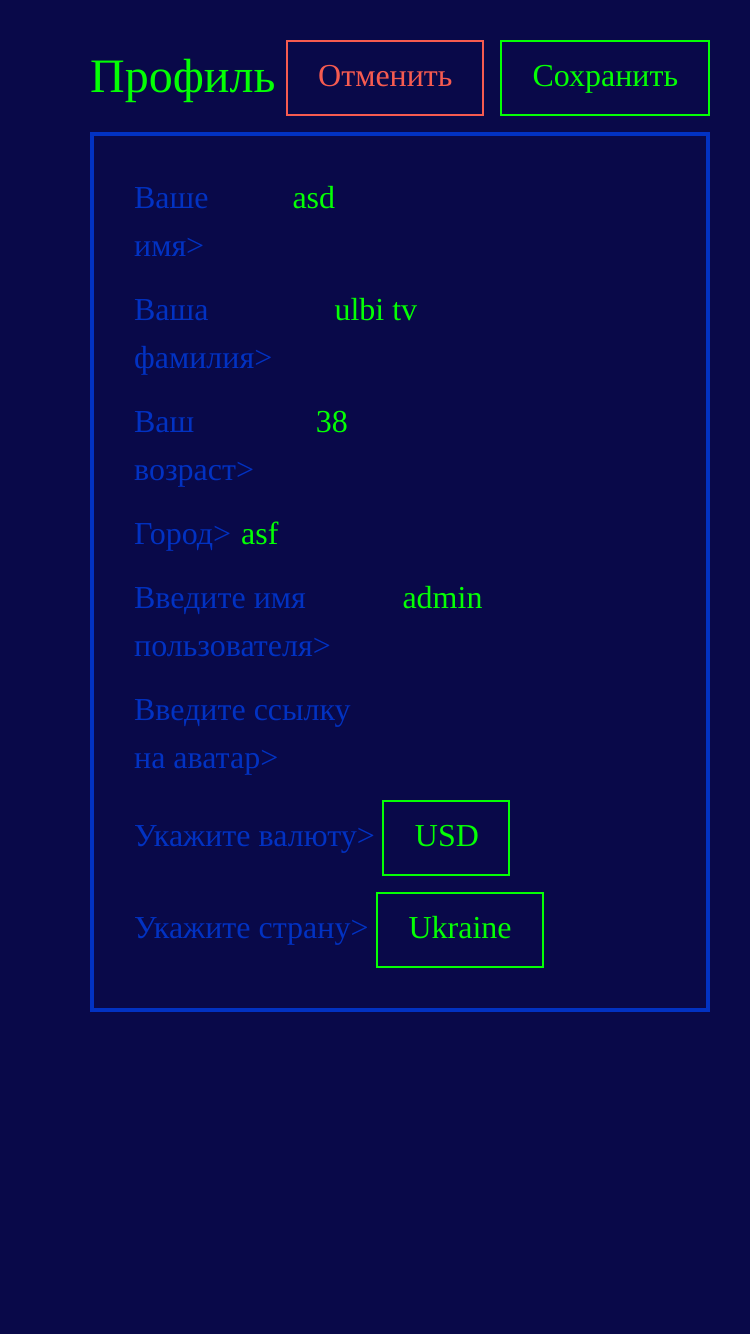 Профиль Отменить Сохранить
Ваше asd
имя>
Ваша ulbi tv
фамилия>
Ваш 38
возраст>
Город> asf
Введите имя admin
пользователя>
Введите ссылку
на аватар>
Укажите валюту> USD
Укажите страну> Ukraine